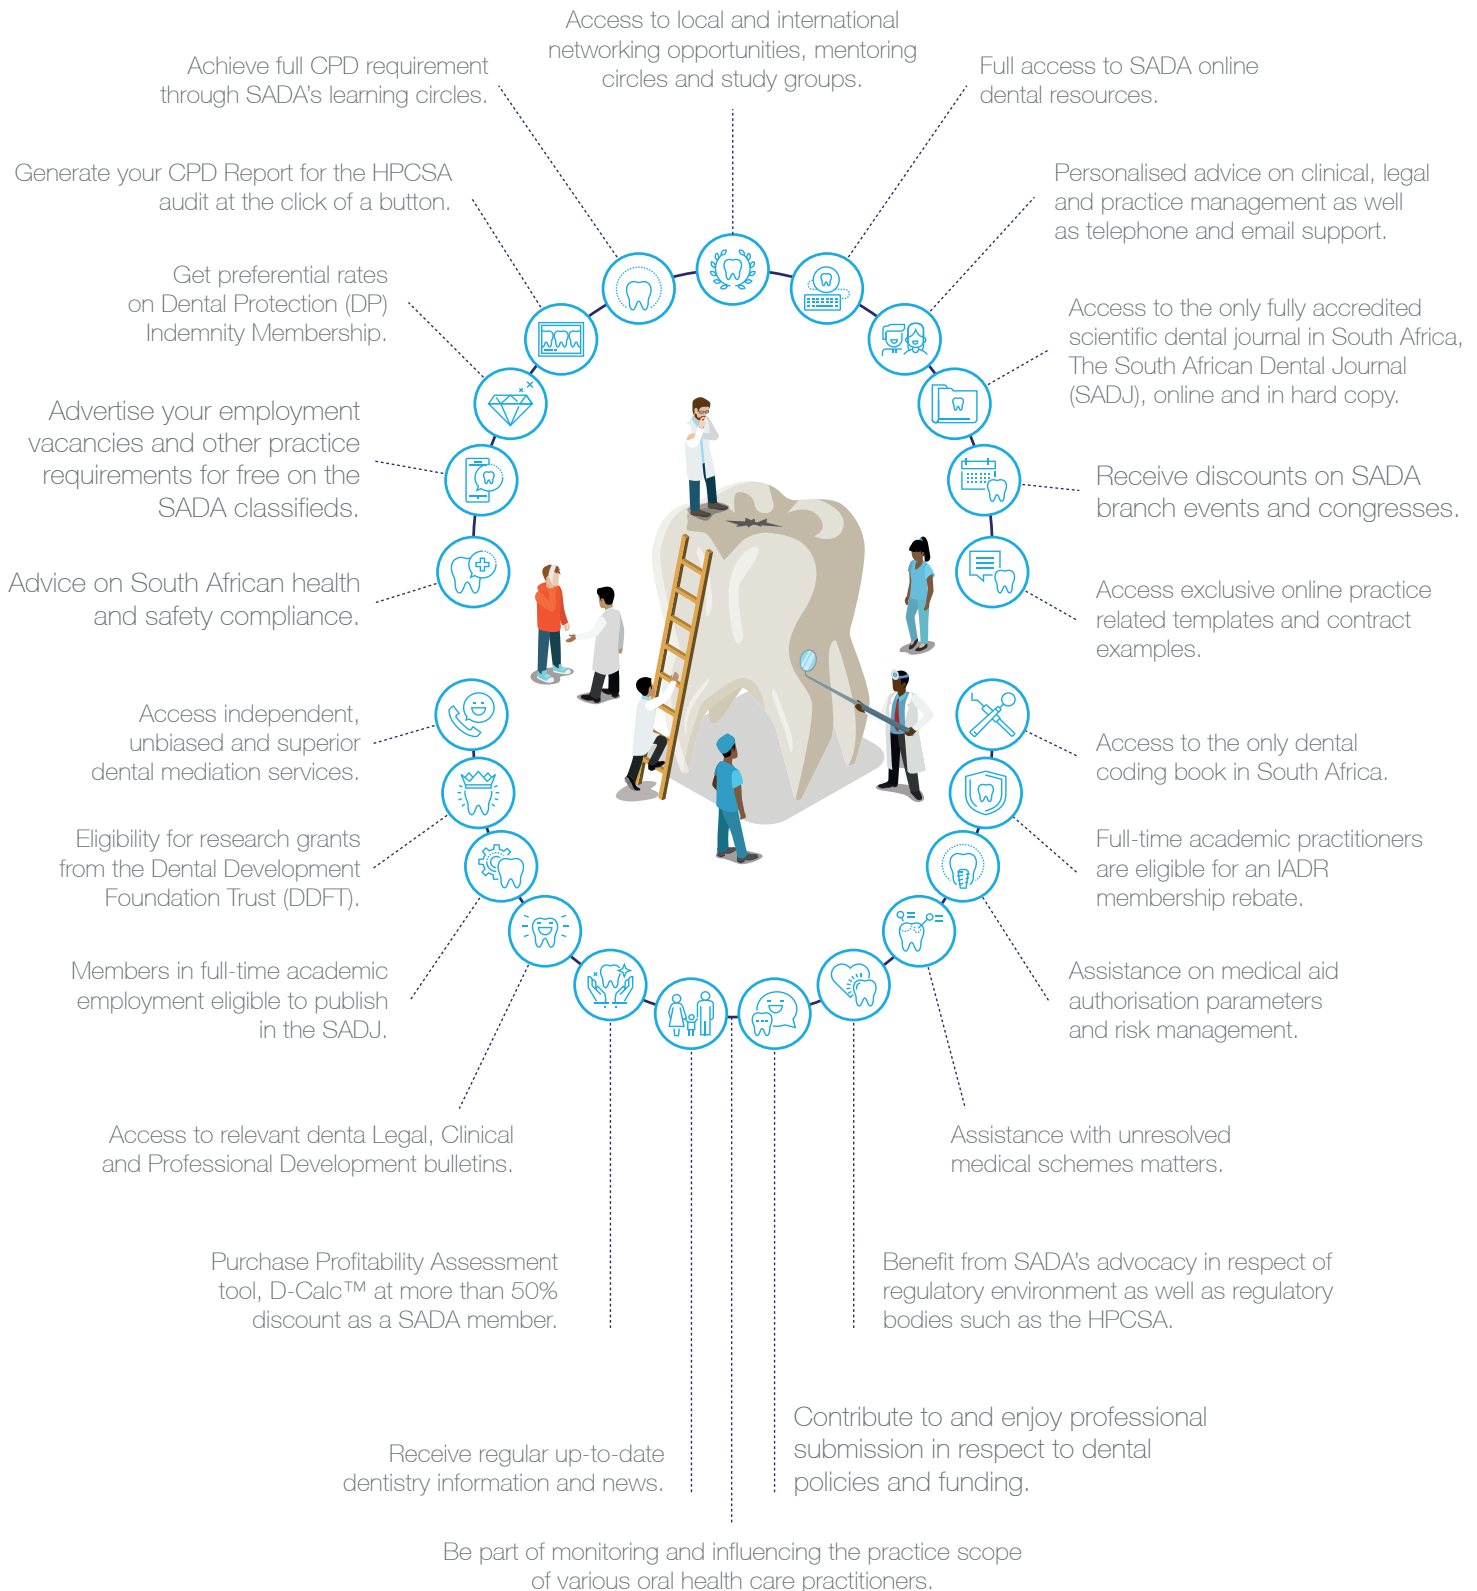 Access to local and international
networking opportunities, mentoring
circles and study groups.
Achieve full CPD requirement
through SADA's learning circles.
Full access to SADA online
dental resources.
Generate your CPD Report for the HPCSA
audit at the click of a button.
Personalised advice on clinical, legal
and practice management as well
as telephone and email support.
Get preferential rates
on Dental Protection (DP)
Indemnity Membership.
Access to the only fully accredited
scientific dental journal in South Africa,
The South African Dental Journal
(SADJ), online and in hard copy.
Advertise your employment
vacancies and other practice
requirements for free on the
SADA classifieds.
Receive discounts on SADA
branch events and congresses.
Advice on South African health
and safety compliance.
Access exclusive online practice
related templates and contract
examples.
Access independent,
unbiased and superior
dental mediation services.
Access to the only dental
coding book in South Africa.
Eligibility for research grants
from the Dental Development
Foundation Trust (DDFT).
Full-time academic practitioners
are eligible for an IADR
membership rebate.
Members in full-time academic
employment eligible to publish
in the SADJ.
Assistance on medical aid
authorisation parameters
and risk management.
Access to relevant denta Legal, Clinical
and Professional Development bulletins.
Assistance with unresolved
medical schemes matters.
Purchase Profitability Assessment
tool, D-Calc™ at more than 50%
discount as a SADA member.
Benefit from SADA's advocacy in respect of
regulatory environment as well as regulatory
bodies such as the HPCSA.
Receive regular up-to-date
dentistry information and news.
Contribute to and enjoy professional
submission in respect to dental
policies and funding.
Be part of monitoring and influencing the practice scope
of various oral health care practitioners.